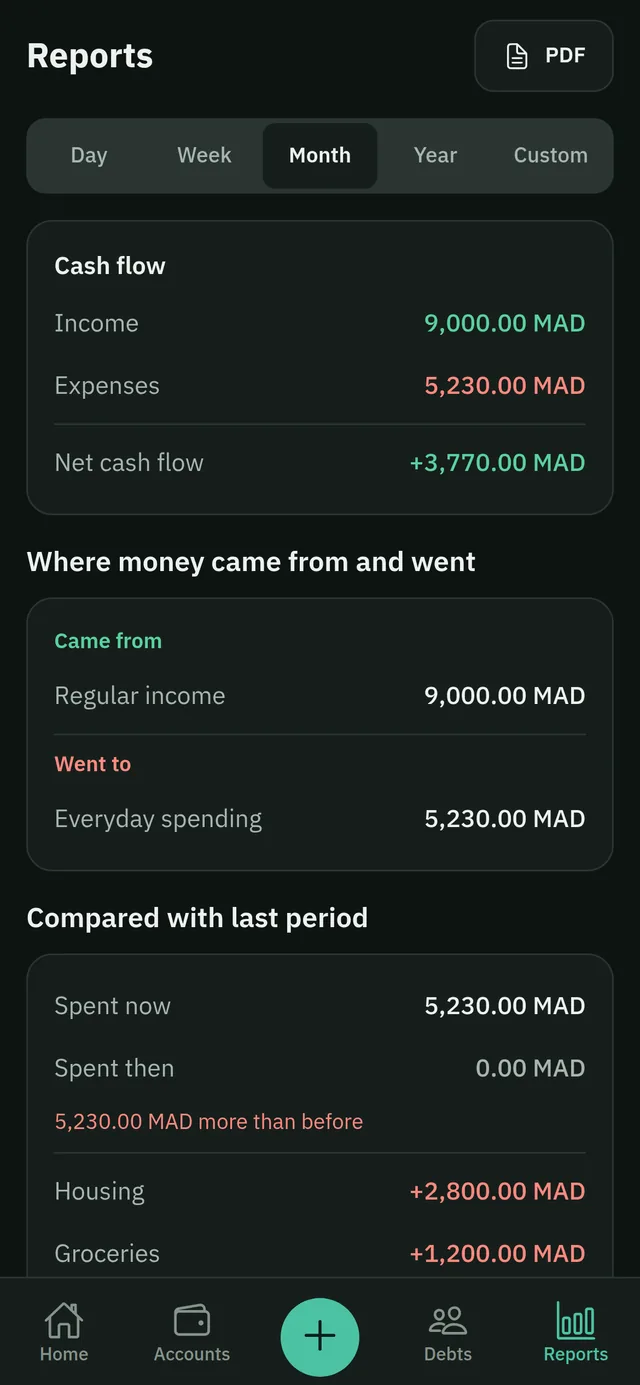 Reports
PDF
Day Week Month Year Custom
Cash flow
Income 9,000.00 MAD
Expenses 5,230.00 MAD
Net cash flow +3,770.00 MAD
Where money came from and went
Came from
Regular income 9,000.00 MAD
Went to
Everyday spending 5,230.00 MAD
Compared with last period
Spent now 5,230.00 MAD
Spent then 0.00 MAD
5,230.00 MAD more than before
Housing +2,800.00 MAD
Groceries +1,200.00 MAD
Home Accounts Debts Reports